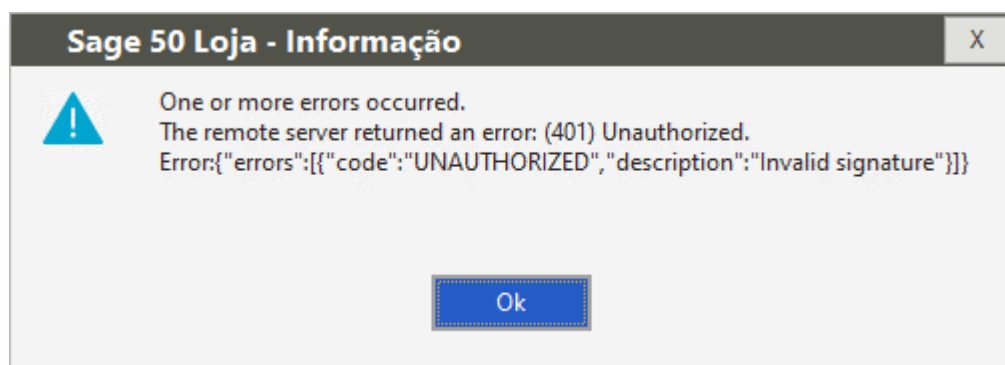 Sage 50 Loja - Informação
X
One or more errors occurred.
The remote server returned an error: (401) Unauthorized.
Error:{"errors":[{"code":"UNAUTHORIZED","description":"Invalid signature"}]}
Ok